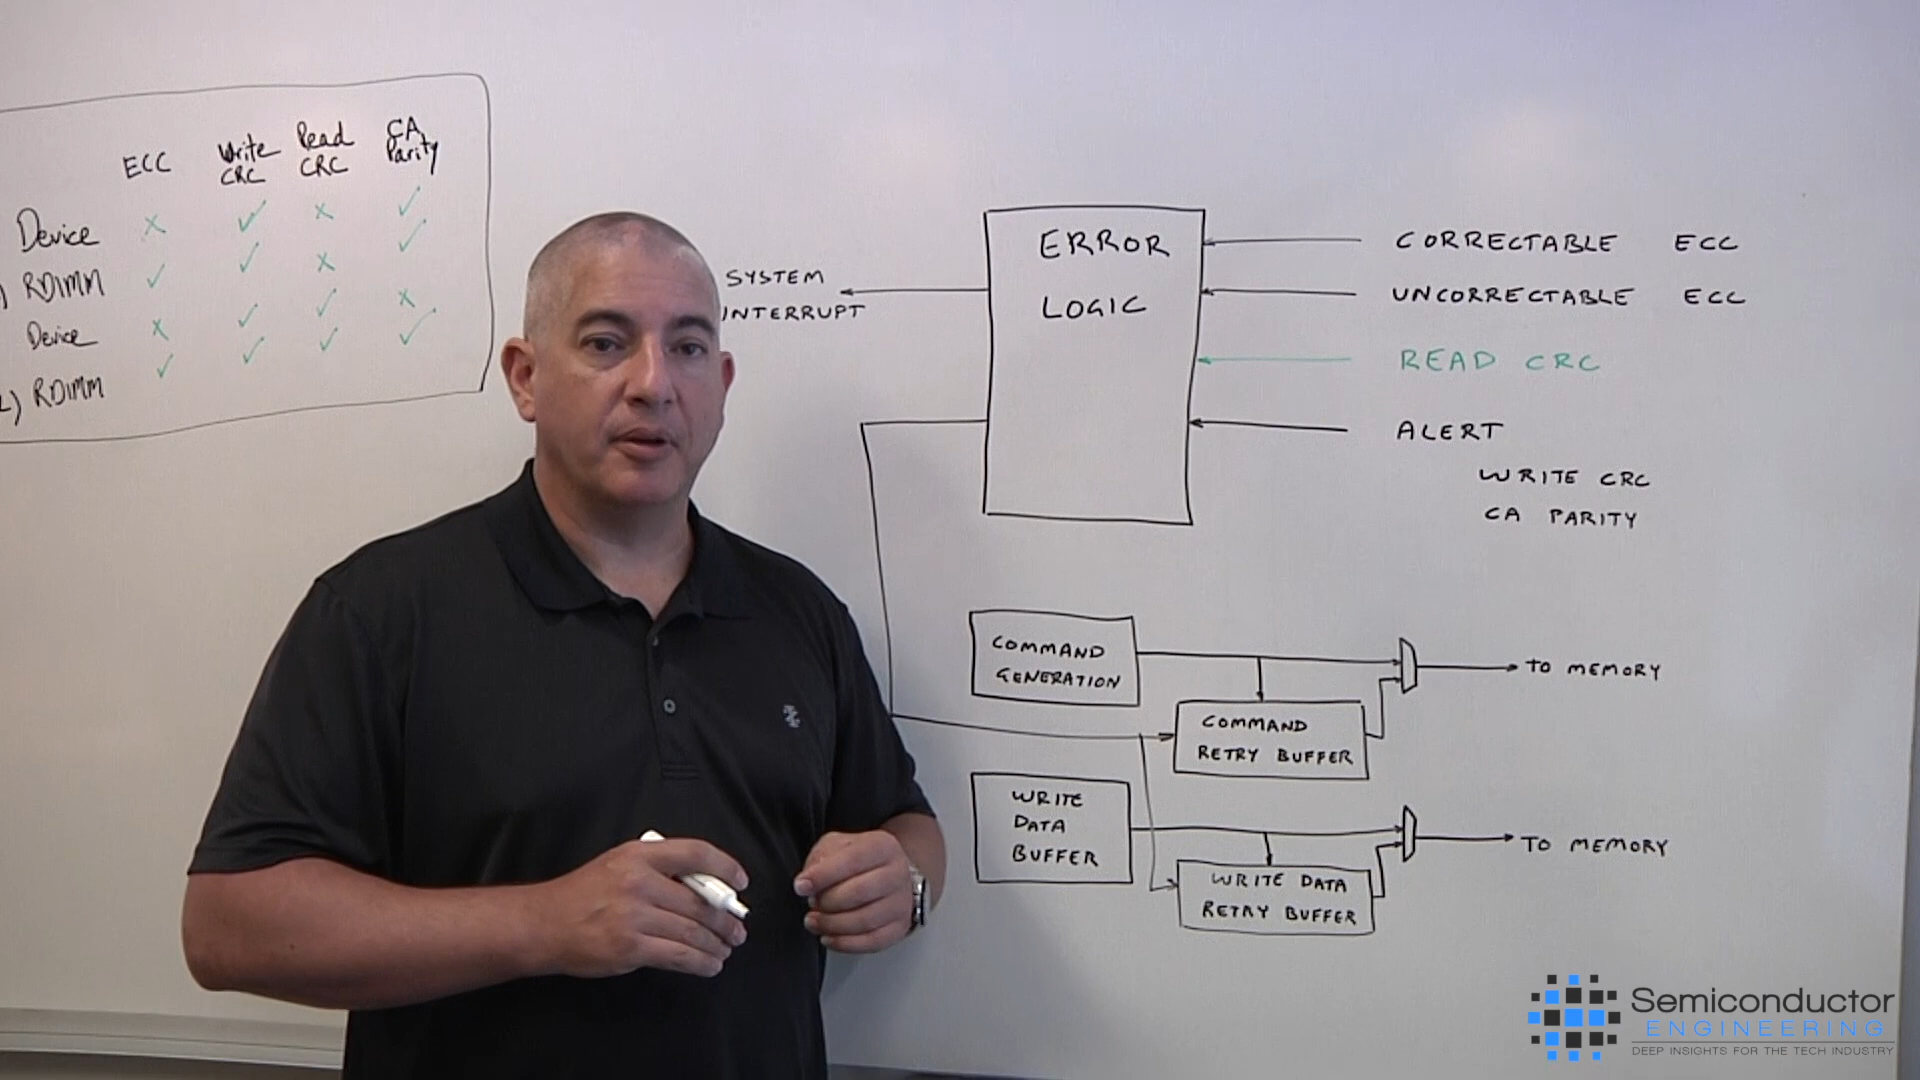 ECC Write CRC Read CRC CA Parity
Device x ✓ x ✓
) RDIMM ✓ ✓ x ✓
Device x ✓ ✓ x
) RDIMM ✓ ✓ ✓ ✓
SYSTEM
INTERRUPT
ERROR
LOGIC
CORRECTABLE ECC
UNCORRECTABLE ECC
READ CRC
ALERT
WRITE CRC
CA PARITY
COMMAND
GENERATION
TO MEMORY
COMMAND
RETRY BUFFER
WRITE
DATA
BUFFER
TO MEMORY
WRITE DATA
RETRY BUFFER
Semiconductor
ENGINEERING
DEEP INSIGHTS FOR THE TECH INDUSTRY